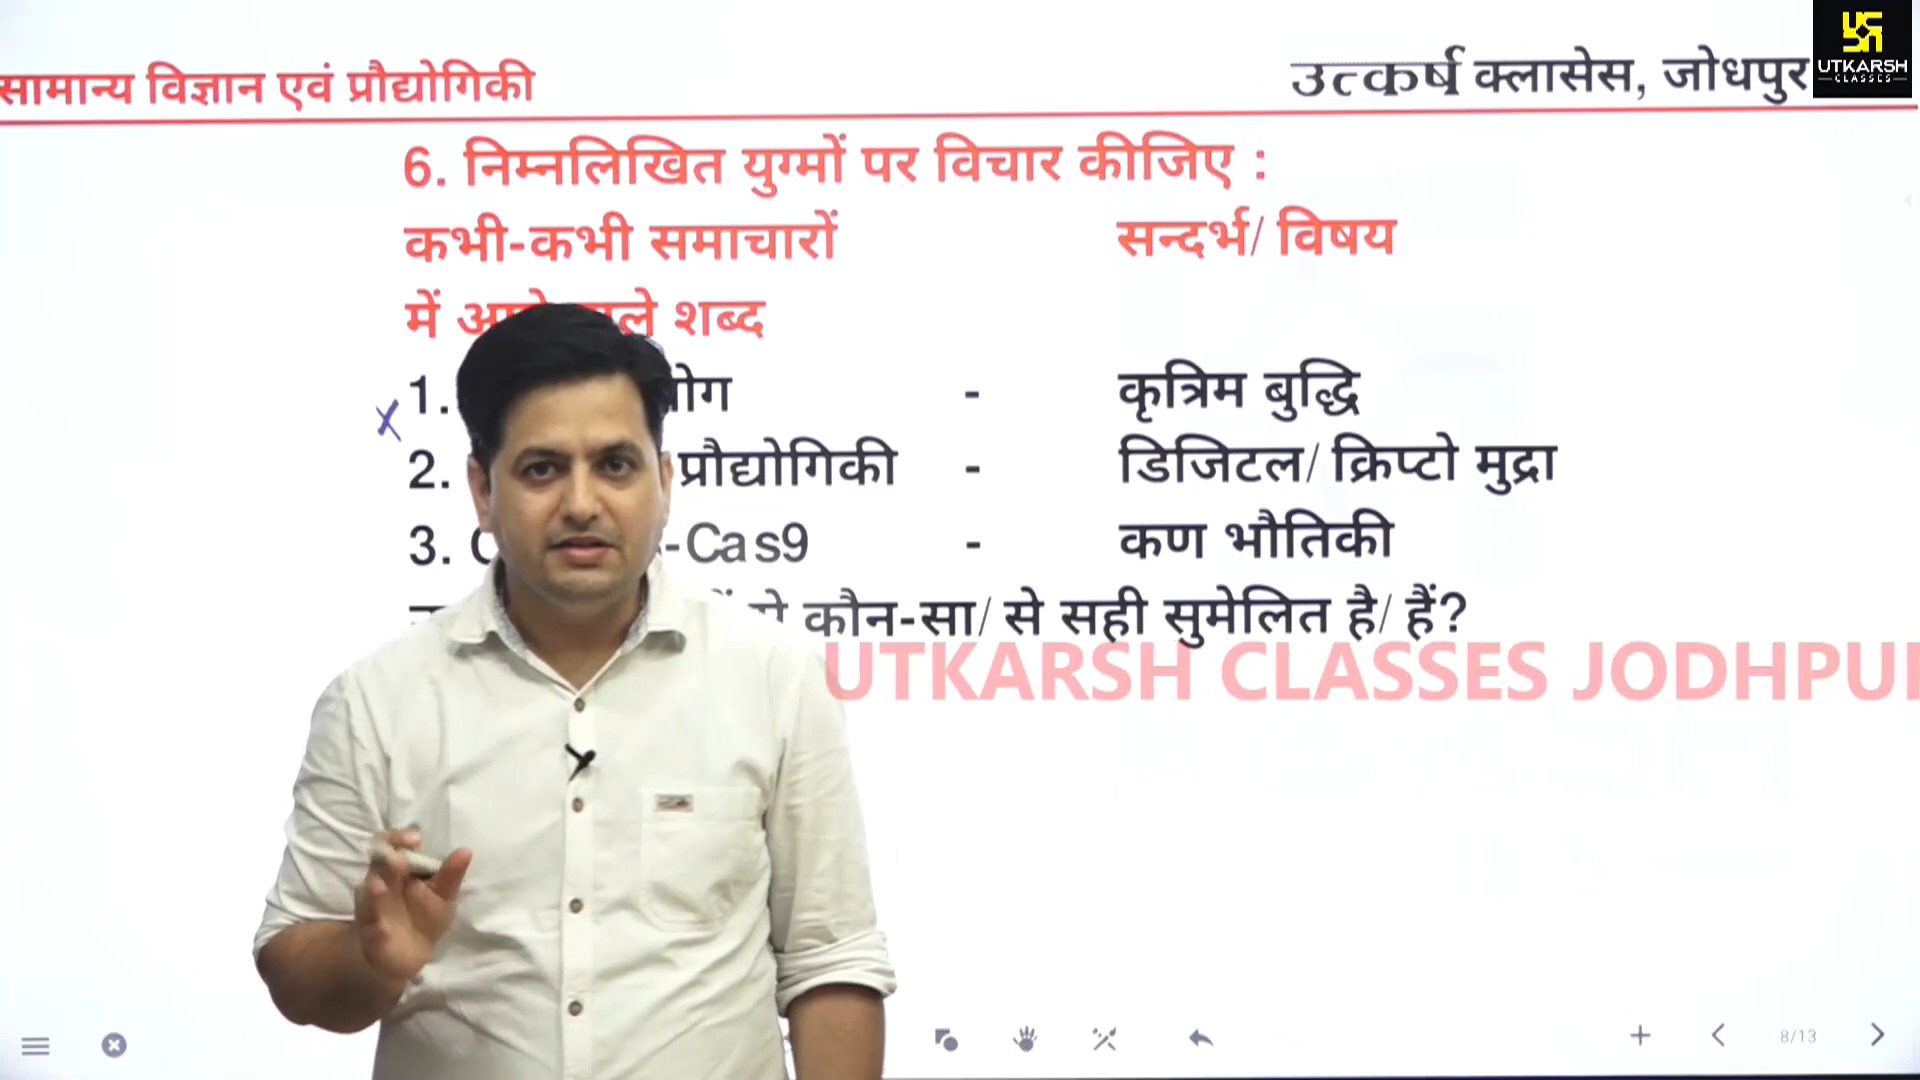 सामान्य विज्ञान एवं प्रौद्योगिकी
उत्कर्ष क्लासेस, जोधपुर
UTKARSH
CLASSES
6. निम्नलिखित युग्मों पर विचार कीजिए :
कभी-कभी समाचारों सन्दर्भ/ विषय
में शब्द
1. - कृत्रिम बुद्धि
2. प्रौद्योगिकी - डिजिटल/ क्रिप्टो मुद्रा
3. -Cas9 - कण भौतिकी
कौन-सा/ से सही सुमेलित है/ हैं?
UTKARSH CLASSES JODHPUR
8/13